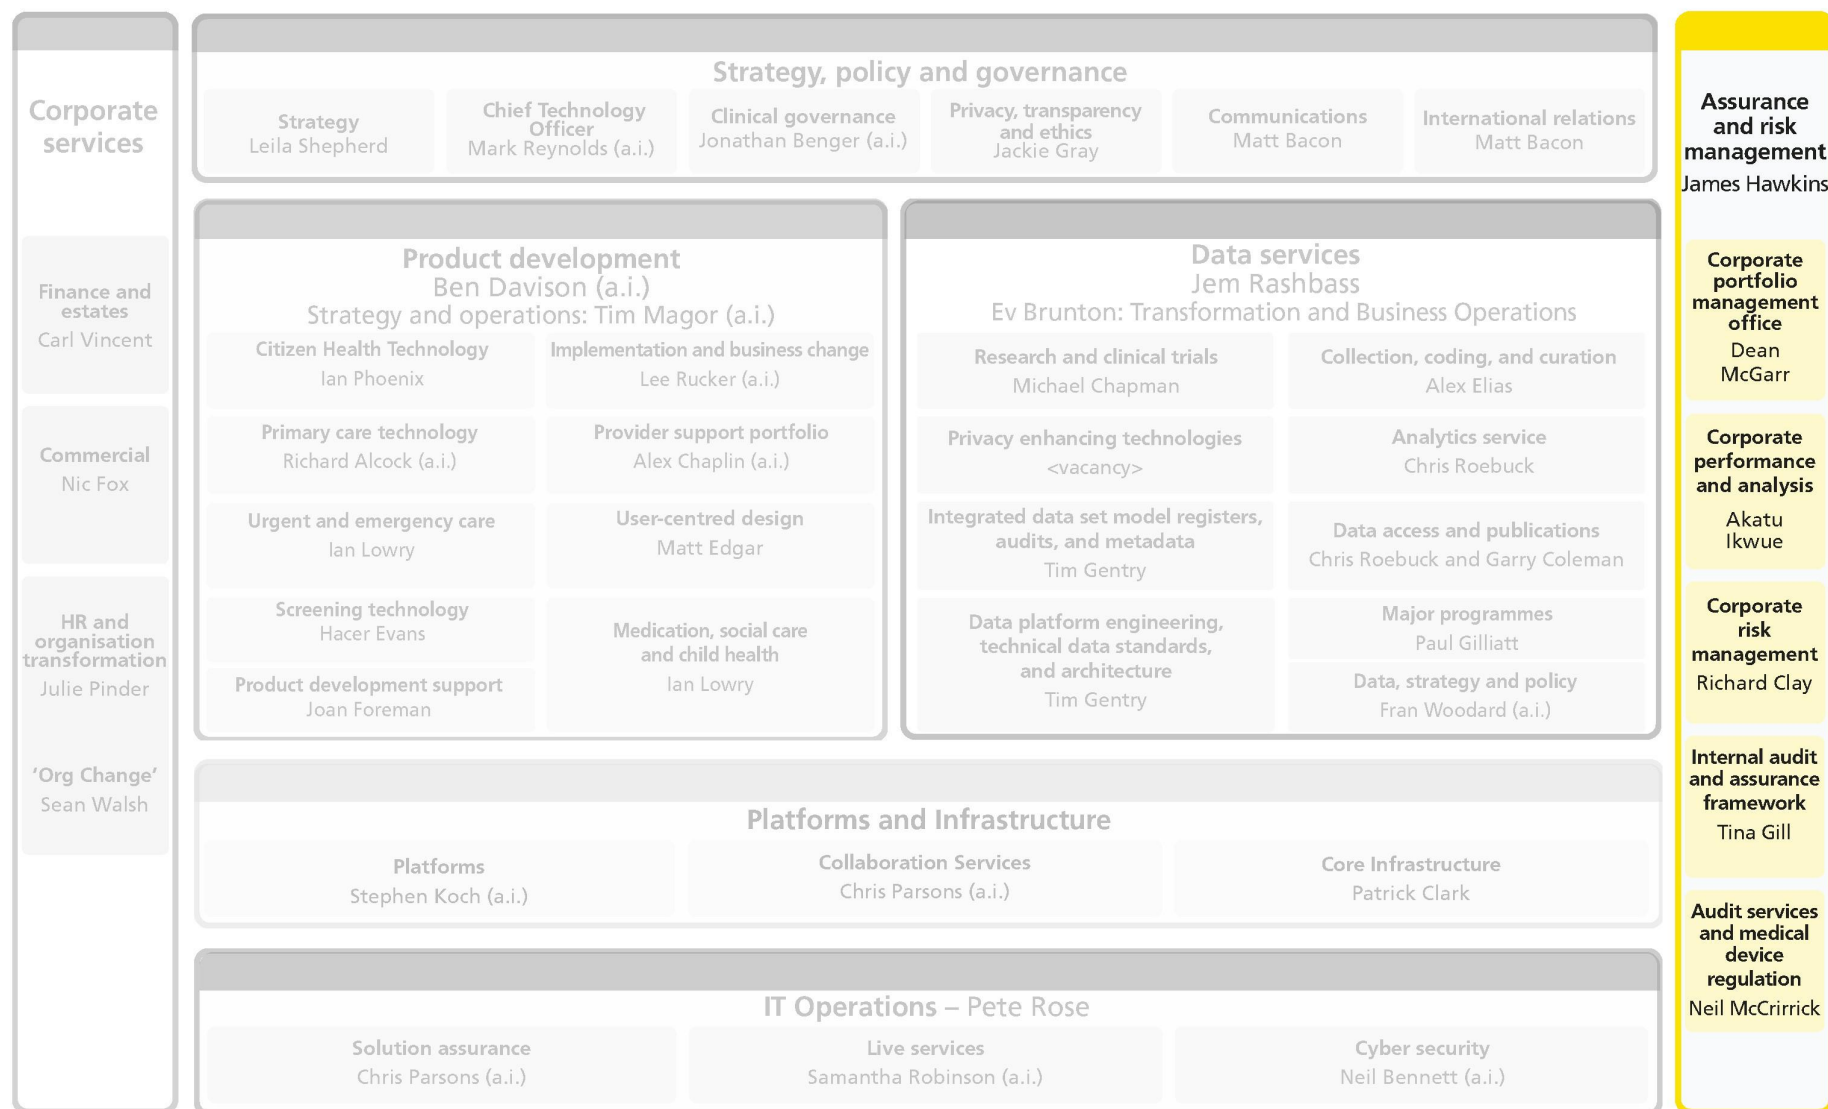 Corporate
services
Finance and
estates
Carl Vincent
Commercial
Nic Fox
HR and
organisation
transformation
Julie Pinder
‘Org Change’
Sean Walsh
Strategy, policy and governance
Strategy
Leila Shepherd
Chief Technology
Officer
Mark Reynolds (a.i.)
Clinical governance
Jonathan Benger (a.i.)
Privacy, transparency
and ethics
Jackie Gray
Communications
Matt Bacon
International relations
Matt Bacon
Product development
Ben Davison (a.i.)
Strategy and operations: Tim Magor (a.i.)
Citizen Health Technology
Ian Phoenix
Implementation and business change
Lee Rucker (a.i.)
Primary care technology
Richard Alcock (a.i.)
Provider support portfolio
Alex Chaplin (a.i.)
Urgent and emergency care
Ian Lowry
User-centred design
Matt Edgar
Screening technology
Hacer Evans
Medication, social care
and child health
Ian Lowry
Product development support
Joan Foreman
Data services
Jem Rashbass
Ev Brunton: Transformation and Business Operations
Research and clinical trials
Michael Chapman
Collection, coding, and curation
Alex Elias
Privacy enhancing technologies
<vacancy>
Analytics service
Chris Roebuck
Integrated data set model registers,
audits, and metadata
Tim Gentry
Data access and publications
Chris Roebuck and Garry Coleman
Data platform engineering,
technical data standards,
and architecture
Tim Gentry
Major programmes
Paul Gilliatt
Data, strategy and policy
Fran Woodard (a.i.)
Platforms and Infrastructure
Platforms
Stephen Koch (a.i.)
Collaboration Services
Chris Parsons (a.i.)
Core Infrastructure
Patrick Clark
IT Operations – Pete Rose
Solution assurance
Chris Parsons (a.i.)
Live services
Samantha Robinson (a.i.)
Cyber security
Neil Bennett (a.i.)
Assurance
and risk
management
James Hawkins
Corporate
portfolio
management
office
Dean
McGarr
Corporate
performance
and analysis
Akatu
Ikwue
Corporate
risk
management
Richard Clay
Internal audit
and assurance
framework
Tina Gill
Audit services
and medical
device
regulation
Neil McCrirrick